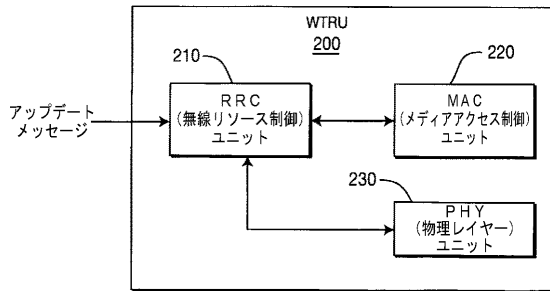 WTRU
200
210
220
RRC
(無線リソース制御)
ユニット
MAC
(メディアアクセス制御)
ユニット
アップデート
メッセージ
230
PHY
(物理レイヤー)
ユニット